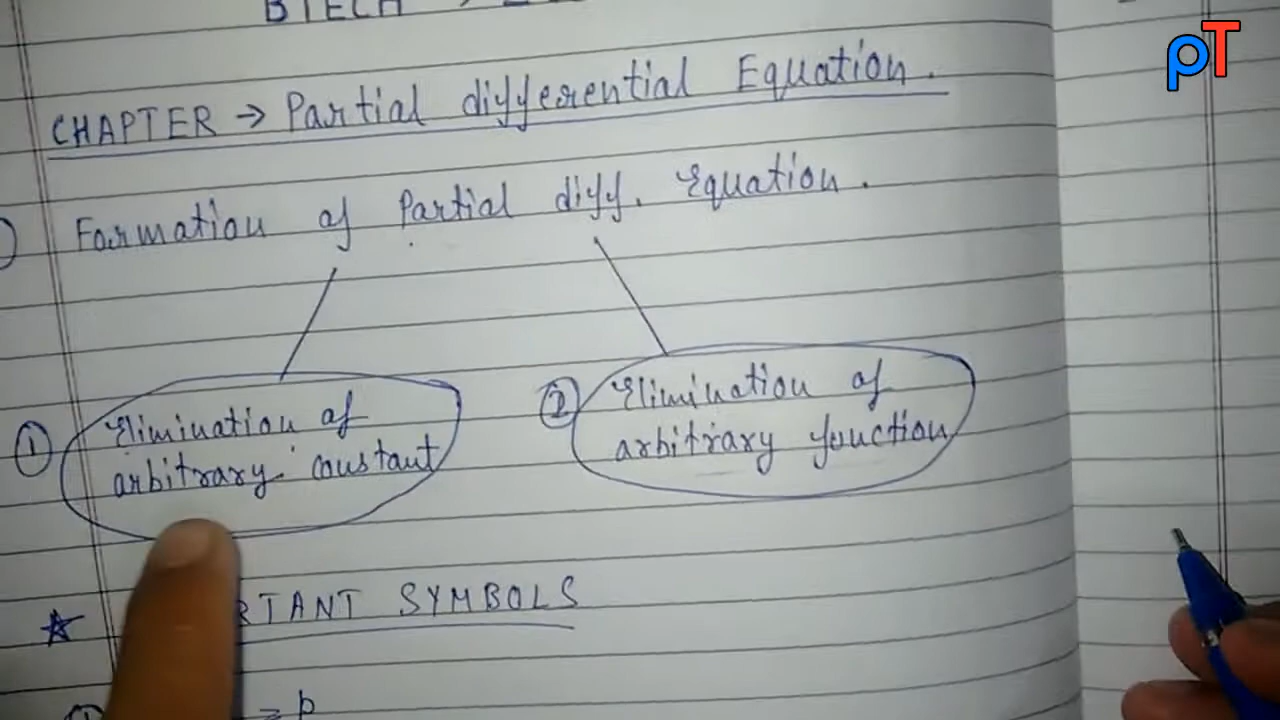 BTECH
pT
CHAPTER → Partial differential Equation.
Formation of Partial diff. Equation.
① Elimination of
arbitrary constant
② Elimination of
arbitrary function
RTANT SYMBOLS
= p